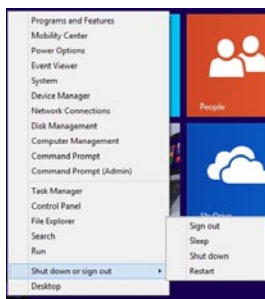 Programs and Features
Mobility Center
Power Options
Event Viewer
System
Device Manager
Network Connections
Disk Management
Computer Management
Command Prompt
Command Prompt (Admin)
Task Manager
Control Panel
File Explorer
Search
Run
Shut down or sign out
Desktop
People
SkyDrive
Sign out
Sleep
Shut down
Restart